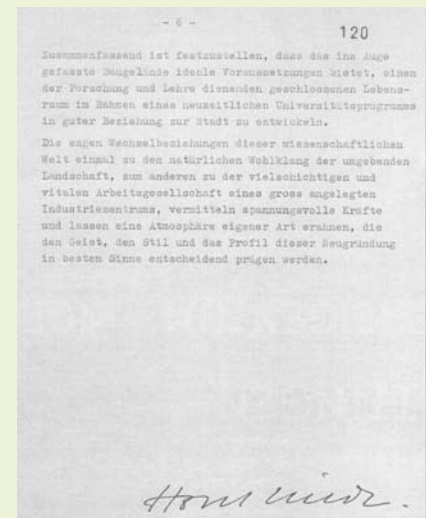 - 6 -
120
Zusammenfassend ist festzustellen, dass das ins Auge
gefasste Baugelände ideale Voraussetzungen bietet, einen
der Forschung und Lehre dienenden geschlossenen Lebens-
raum im Rahmen eines neuzeitlichen Universitätsprogramms
in guter Beziehung zur Stadt zu entwickeln.
Die engen Wechselbeziehungen dieser wissenschaftlichen
Welt einmal zu den natürlichen Wohlklang der umgebenden
Landschaft, zum anderen zu der vielschichtigen und
vitalen Arbeitsgesellschaft eines gross angelegten
Industriezentrums, vermitteln spannungsvolle Kräfte
und lassen eine Atmosphäre eigener Art erahnen, die
den Geist, den Stil und das Profil dieser Neugründung
in besten Sinne entscheidend prägen werden.